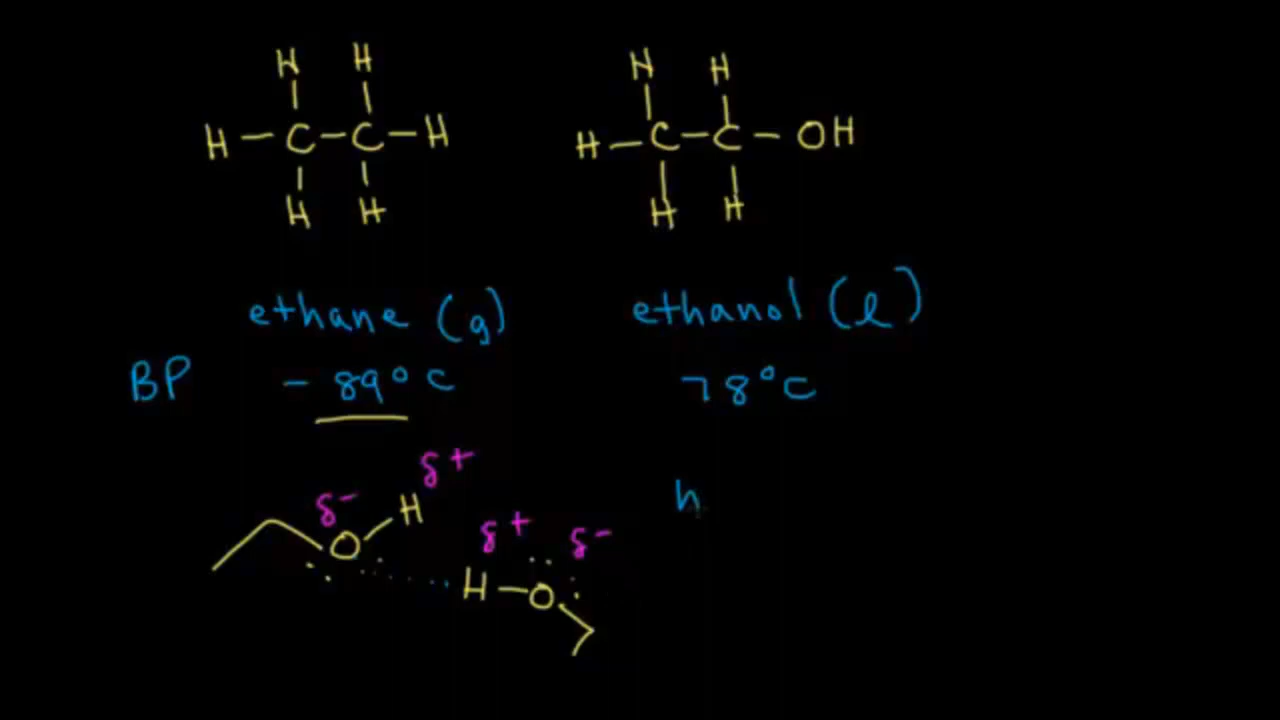 H H H H
H - C - C - H H - C - C - OH
H H H H
ethane (g) ethanol (l)
BP - 89°C 78°C
δ- H δ+
O
δ+ δ-
H - O
h